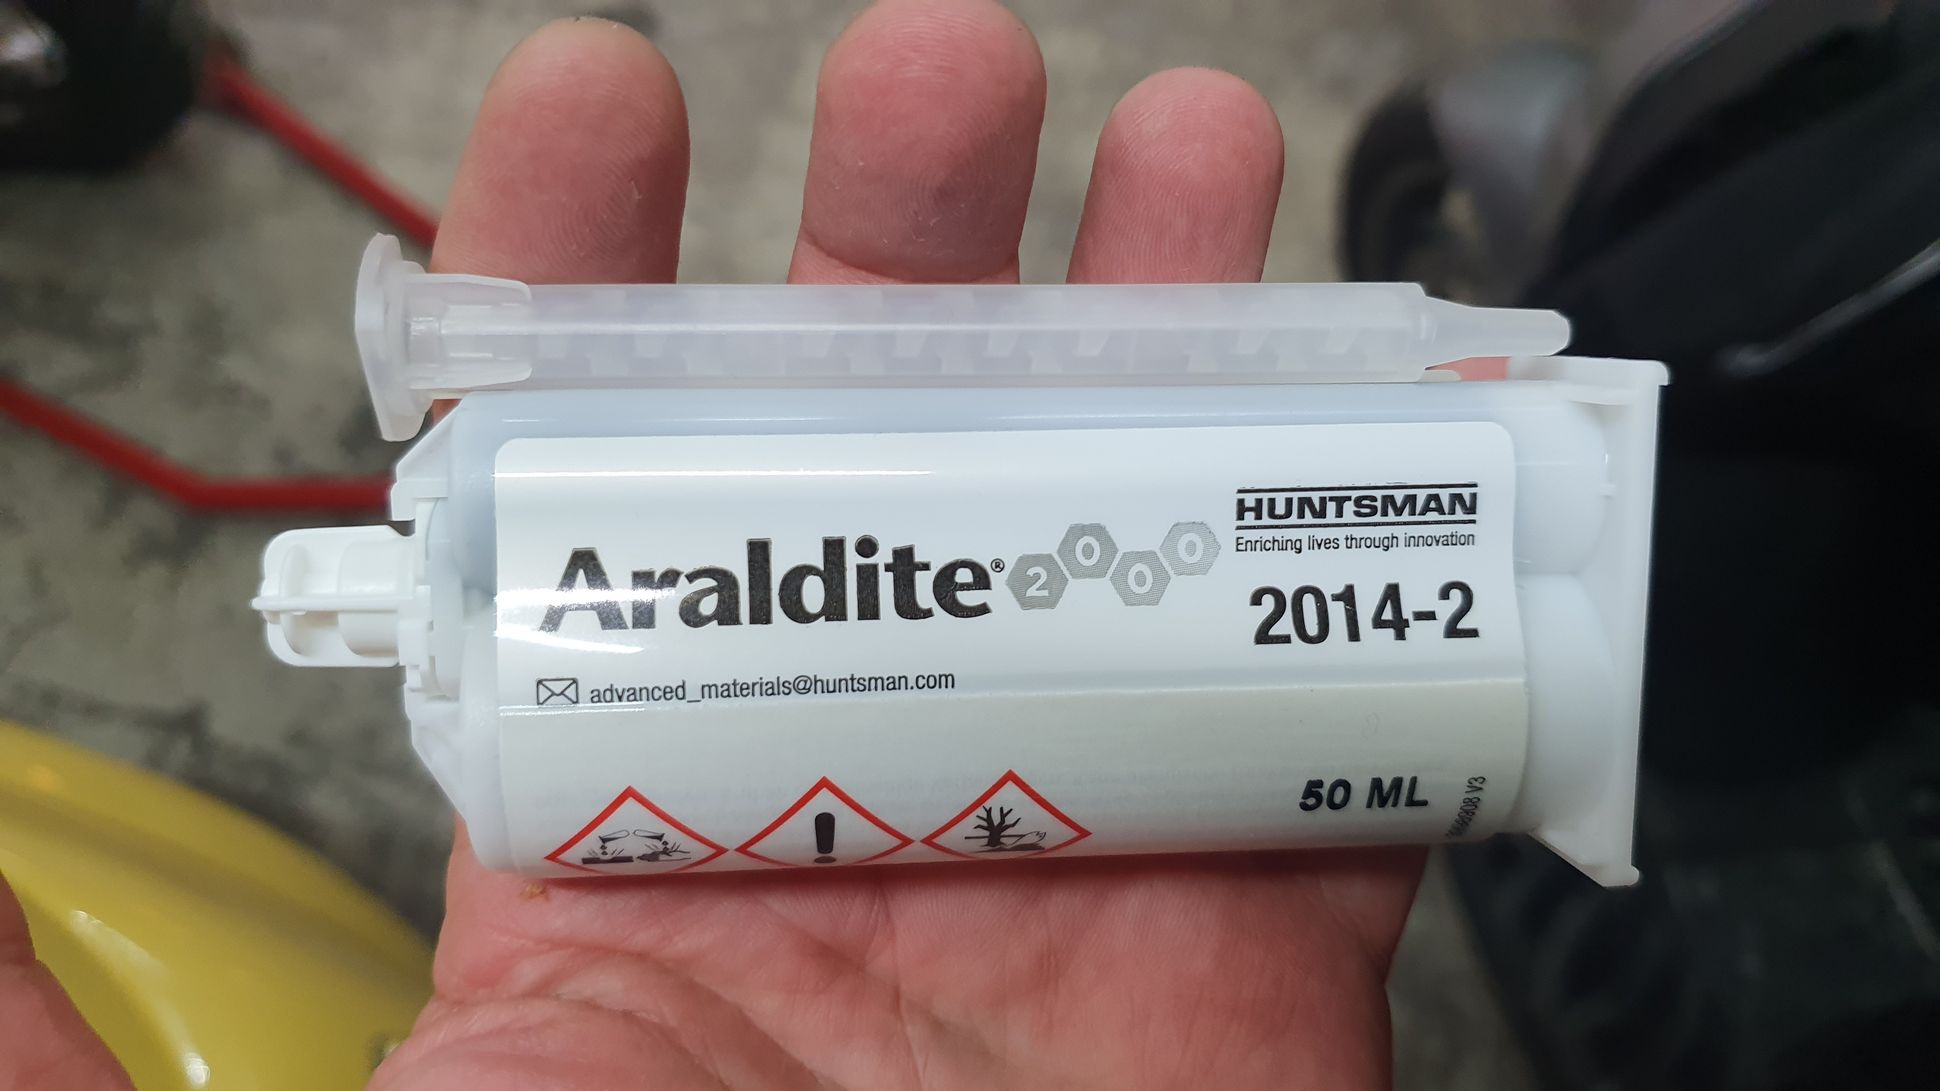 HUNTSMAN
Enriching lives through innovation
Araldite® 2000
2014-2
advanced_materials@huntsman.com
50 ML